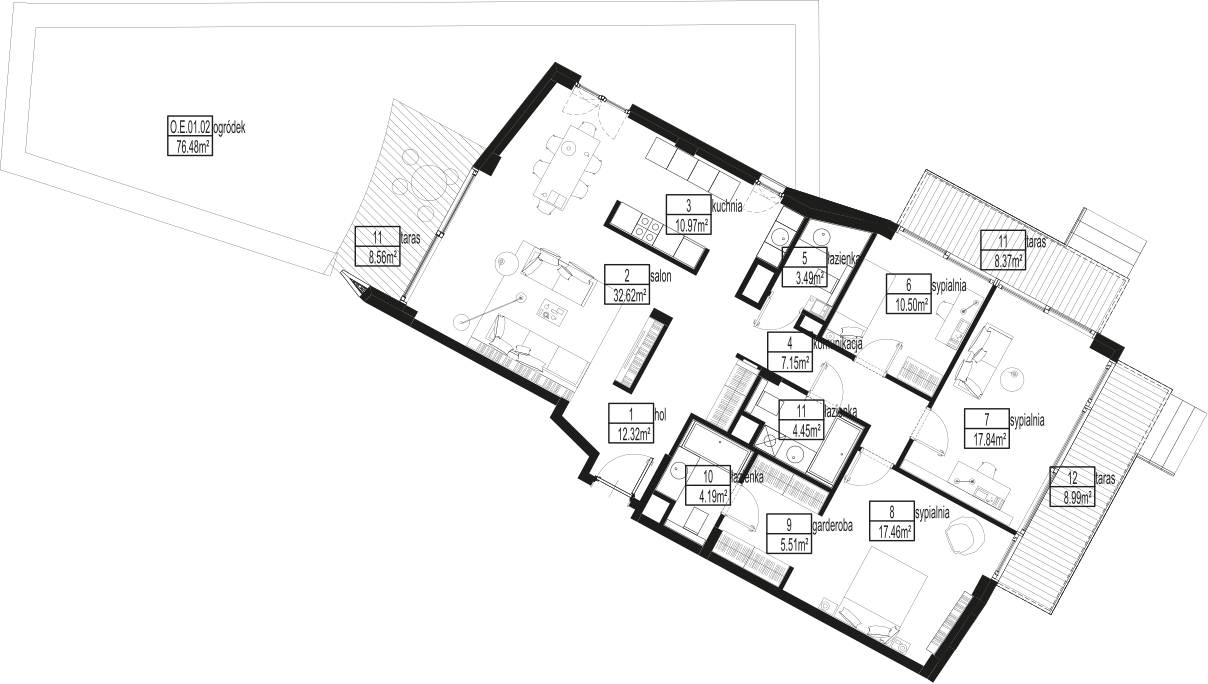 O.E.01.02 ogródek
76.48m²
11 taras
8.56m²
3 kuchnia
10.97m²
2 salon
32.62m²
5 łazienka
3.49m²
11 taras
8.37m²
6 sypialnia
10.50m²
4 komunikacja
7.15m²
1 hol
12.32m²
11 łazienka
4.45m²
7 sypialnia
17.84m²
10 łazienka
4.19m²
12 taras
8.99m²
9 garderoba
5.51m²
8 sypialnia
17.46m²